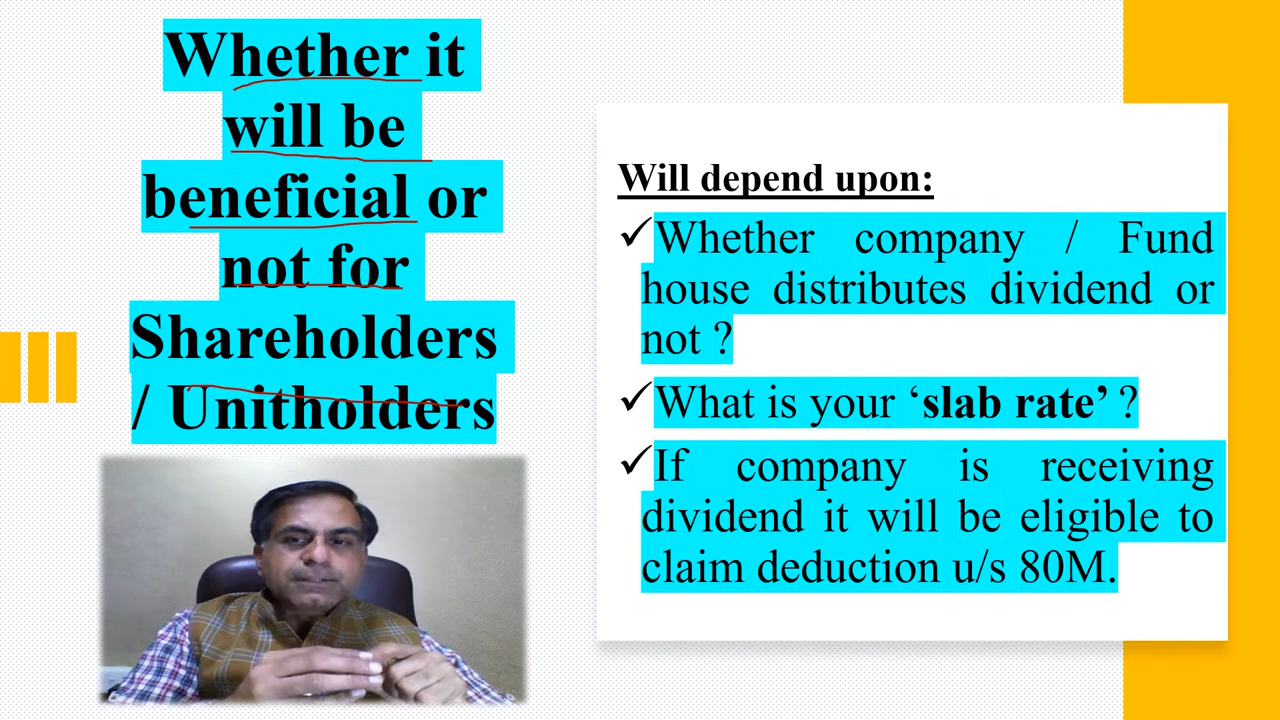 Whether it
will be
beneficial or
not for
Shareholders
/ Unitholders
Will depend upon:
✓Whether company / Fund
house distributes dividend or
not ?
✓What is your ‘slab rate’ ?
✓If company is receiving
dividend it will be eligible to
claim deduction u/s 80M.